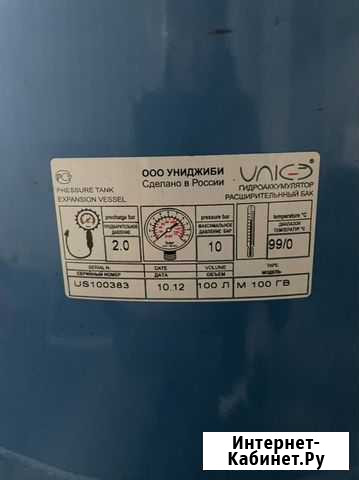 РСТ
PRESSURE TANK
EXPANSION VESSEL
ООО УНИДЖИБИ
Сделано в России
UNIGB
ГИДРОАККУМУЛЯТОР
РАСШИРИТЕЛЬНЫЙ БАК
precharge bar
ПРЕДВАРИТЕЛЬНОЕ ДАВЛЕНИЕ
2.0
pressure bar
МАКСИМАЛЬНОЕ ДАВЛЕНИЕ БАР
10
temperature °C
ДИАПАЗОН ТЕМПЕРАТУР °C
99/0
SERIAL N.
СЕРИЙНЫЙ НОМЕР
DATE
ДАТА
VOLUME
ОБЪЕМ
TYPE
МОДЕЛЬ
US100383
10.12
100 Л
М 100 ГВ
Интернет-
Кабинет.Ру